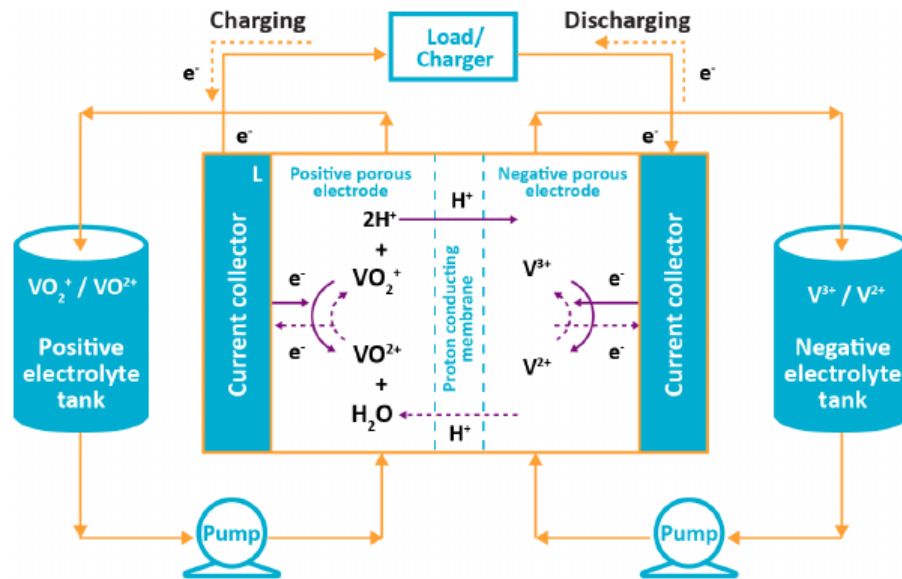 Charging
Discharging
Load/
Charger
e⁻
e⁻
e⁻
e⁻
L
Positive porous
electrode
Negative porous
electrode
Current collector
Current collector
Proton conducting
membrane
2H⁺
H⁺
+
VO₂⁺
V³⁺
e⁻
e⁻
e⁻
e⁻
VO²⁺
V²⁺
+
H₂O
H⁺
VO₂⁺ / VO²⁺
Positive
electrolyte
tank
V³⁺ / V²⁺
Negative
electrolyte
tank
Pump
Pump